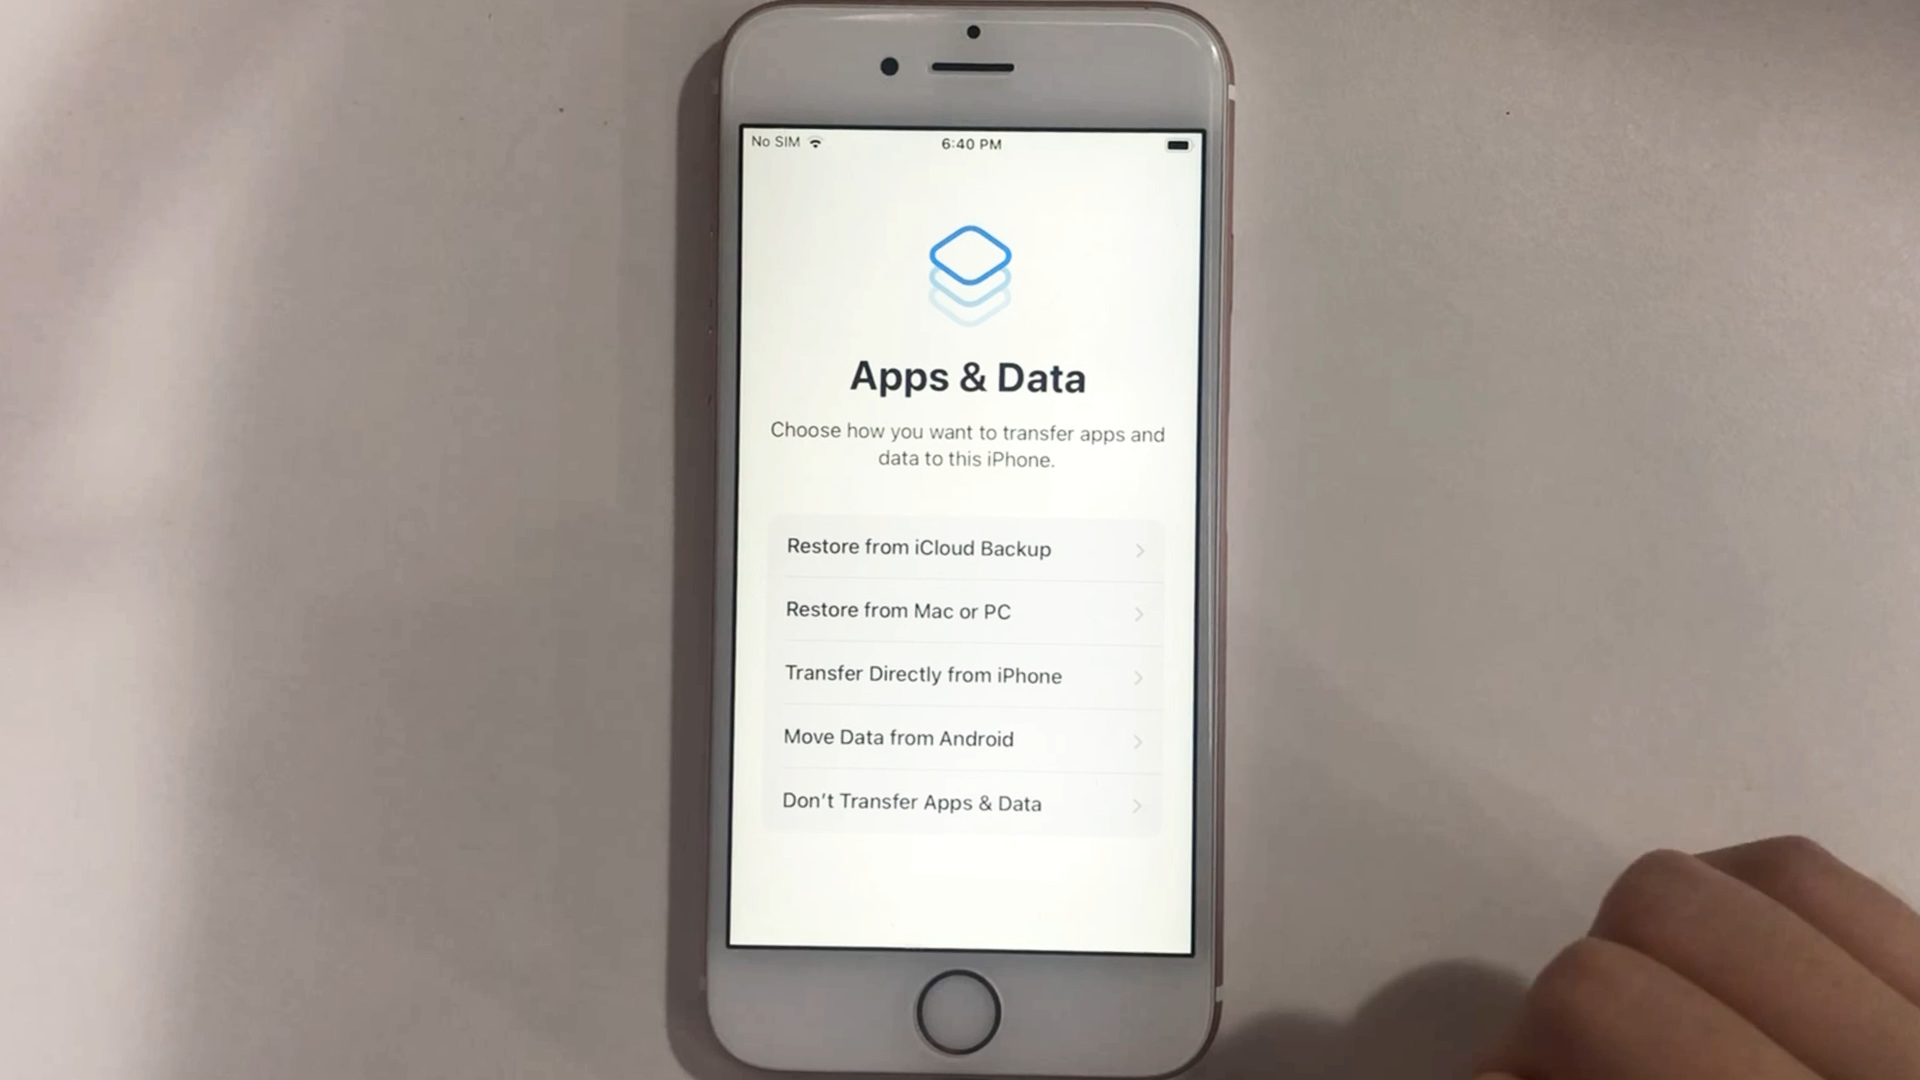 No SIM 6:40 PM
Apps & Data
Choose how you want to transfer apps and
data to this iPhone.
Restore from iCloud Backup
Restore from Mac or PC
Transfer Directly from iPhone
Move Data from Android
Don’t Transfer Apps & Data